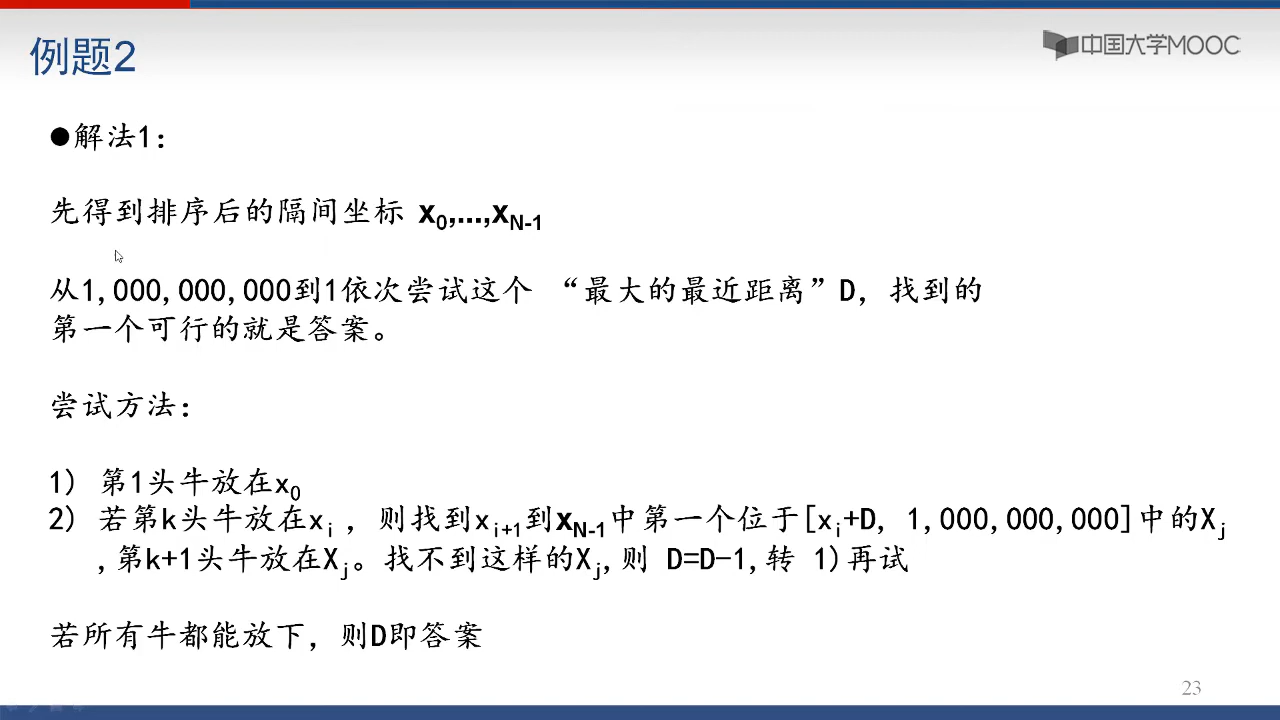 例题2
中国大学MOOC
●解法1：
先得到排序后的隔间坐标 x0,...,xN-1
从1,000,000,000到1依次尝试这个 “最大的最近距离”D，找到的
第一个可行的就是答案。
尝试方法：
1) 第1头牛放在x0
2) 若第k头牛放在xi ，则找到xi+1到xN-1中第一个位于[xi+D, 1,000,000,000]中的Xj
,第k+1头牛放在Xj。找不到这样的Xj,则 D=D-1,转 1)再试
若所有牛都能放下，则D即答案
23